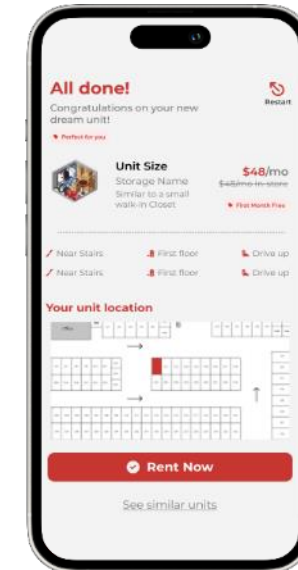 All done!
Restart
Congratulations on your new
dream unit!
Perfect for you
Unit Size
Storage Name
Similar to a small
walk-in Closet
$48/mo
$48/mo in-store
First Month Free
Near Stairs
First floor
Drive up
Near Stairs
First floor
Drive up
Your unit location
Rent Now
See similar units